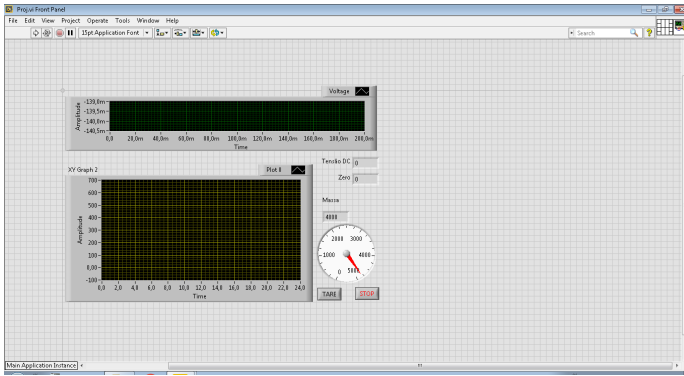 Proj.vi Front Panel
File Edit View Project Operate Tools Window Help
15pt Application Font
Search
Voltage
Amplitude
-139,0m
-139,5m
-140,0m
-140,5m
0,0 20,0m 40,0m 60,0m 80,0m 100,0m 120,0m 140,0m 160,0m 180,0m 200,0m
Time
XY Graph 2
Plot 0
Amplitude
700
600
500
400
300
200
100
0,00
-100
0,0 2,0 4,0 6,0 8,0 10,0 12,0 14,0 16,0 18,0 20,0 22,0 24,0
Time
Tensão DC 0
Zero 0
Massa
4000
2000 3000
1000 4000
0 5000
TARE STOP
Main Application Instance